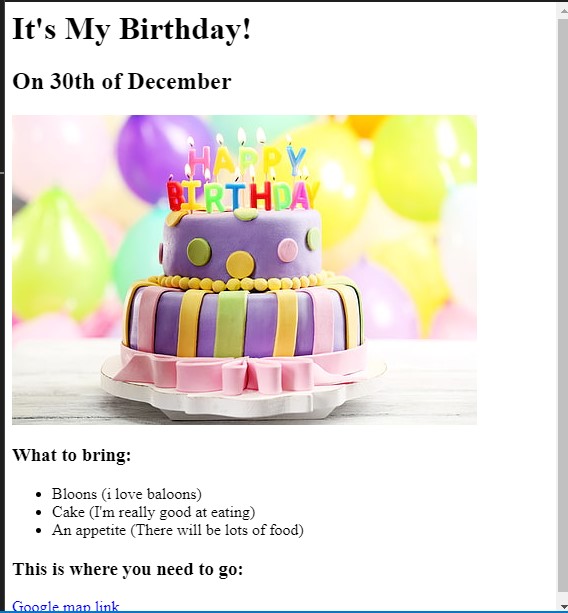 It's My Birthday!
On 30th of December
HAPPY
BIRTHDAY
What to bring:
Bloons (i love baloons)
Cake (I'm really good at eating)
An appetite (There will be lots of food)
This is where you need to go:
Google map link